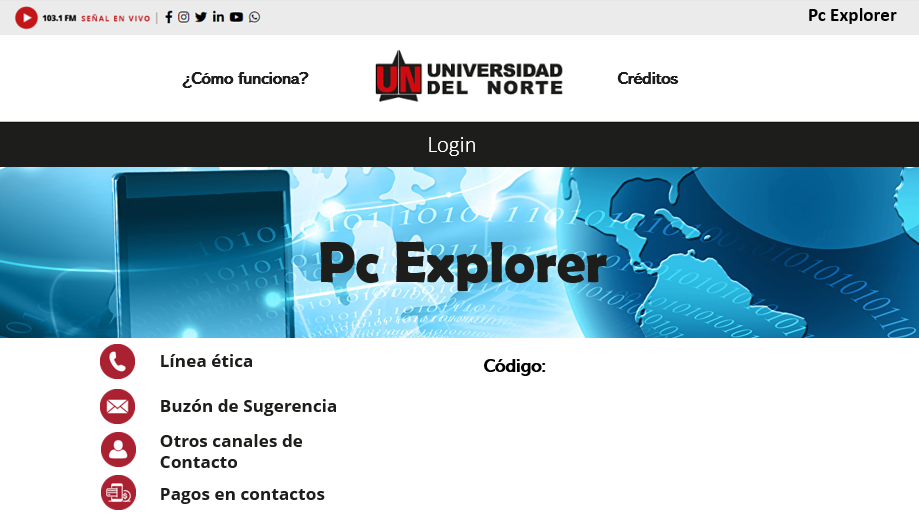 103.1 FM SEÑAL EN VIVO
Pc Explorer
¿Cómo funciona?
UN UNIVERSIDAD
DEL NORTE
Créditos
Login
Pc Explorer
Línea ética
Código:
Buzón de Sugerencia
Otros canales de
Contacto
Pagos en contactos